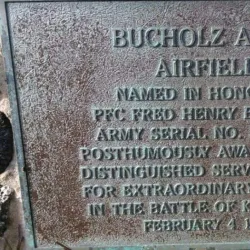 BUCHOLZ A
AIRFIEL
NAMED IN HONO
PFC FRED HENRY
ARMY SERIAL NO.
POSTHUMOUSLY AWA
DISTINGUISHED SERV
FOR EXTRAORDINAR
IN THE BATTLE OF K
FEBRUARY 4